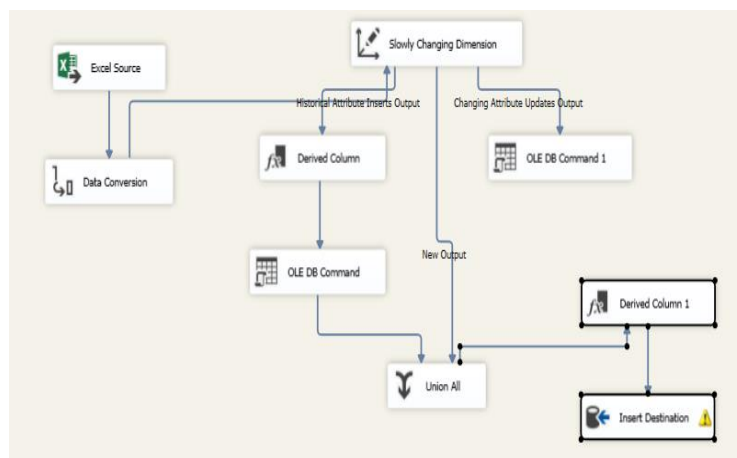 Slowly Changing Dimension
Excel Source
Historical Attribute Inserts Output
Changing Attribute Updates Output
Derived Column
OLE DB Command 1
Data Conversion
New Output
OLE DB Command
Derived Column 1
Union All
Insert Destination